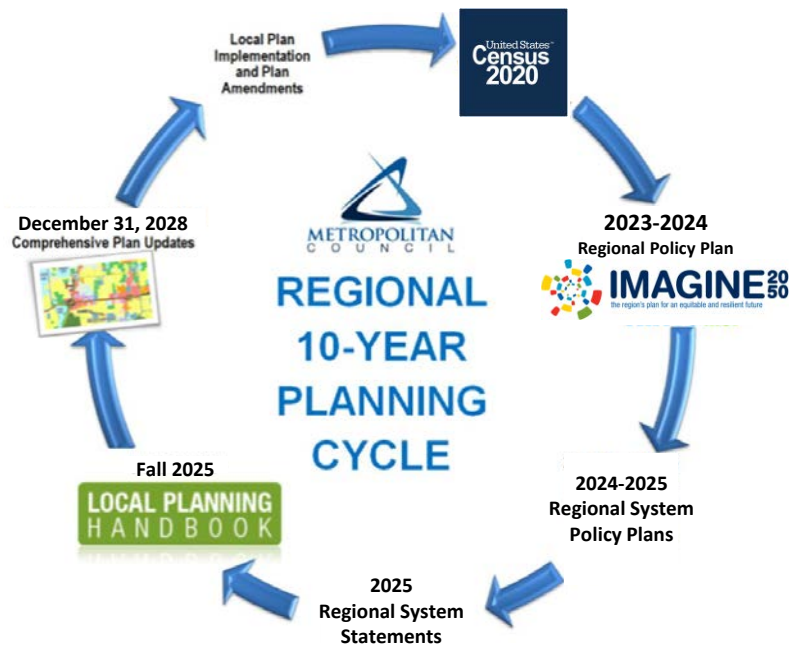 Local Plan
Implementation
and Plan
Amendments
United States™
Census
2020
2023-2024
Regional Policy Plan
IMAGINE 2050
the region's plan for an equitable and resilient future
2024-2025
Regional System
Policy Plans
2025
Regional System
Statements
Fall 2025
LOCAL PLANNING
HANDBOOK
December 31, 2028
Comprehensive Plan Updates
METROPOLITAN
COUNCIL
REGIONAL
10-YEAR
PLANNING
CYCLE